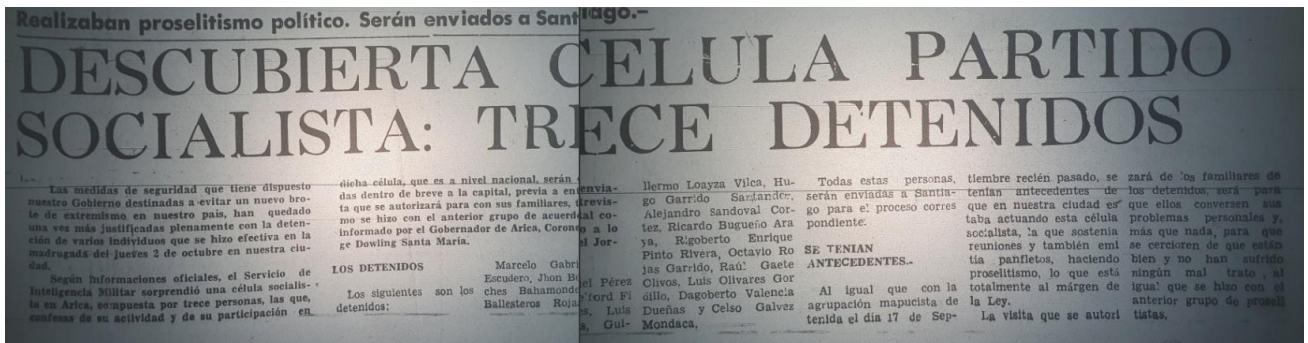 Realizaban proselitismo político. Serán enviados a Santiago.-
DESCUBIERTA CELULA PARTIDO
SOCIALISTA: TRECE DETENIDOS
Las medidas de seguridad que tiene dispuesto
nuestro Gobierno destinadas a evitar un nuevo bro-
te de extremismo en nuestro país, han quedado
una vez más justificadas plenamente con la deten-
ción de varios individuos que se hizo efectiva en la
madrugada del jueves 2 de octubre en nuestra ciu-
dad.
Según informaciones oficiales, el Servicio de
Inteligencia Militar sorprendió una célula socialis-
ta en Arica, compuesta por trece personas, las que,
confesas de su actividad y de su participación en
dicha célula, que es a nivel nacional, serán envia-
das dentro de breve a la capital, previa a entrevis-
ta que se autorizará para con sus familiares, al co-
mo se hizo con el anterior grupo de acuerdo a lo
informado por el Gobernador de Arica, Coronel Jor-
ge Dowling Santa María.
LOS DETENIDOS
Los siguientes son los
detenidos:
Marcelo Gabriel Pérez
Escudero, Jhon Fi
ches Bahamondes, Luis
Ballesteros Rojas, Gui-
llermo Loayza Vilca, Hu-
go Garrido Santander,
Alejandro Sandoval Cor-
tez, Ricardo Bugueño Ara
ya, Rigoberto Enrique
Pinto Rivera, Octavio Ro
jas Garrido, Raúl Gaete
Olivos, Luis Olivares Gor
dillo, Dagoberto Valencia
Dueñas y Celso Galvez
Mondaca,
Todas estas personas,
serán enviadas a Santia-
go para el proceso corres
pondiente.
SE TENIAN
ANTECEDENTES.-
Al igual que con la
agrupación mapucista de
tenida el día 17 de Sep-
tiembre recién pasado, se
tenían antecedentes de
que en nuestra ciudad es
taba actuando esta célula
socialista, la que sostenía
reuniones y también emi
tía panfletos, haciendo
proselitismo, lo que está
totalmente al márgen de
la Ley.
La visita que se autori
zará de los familiares de
los detenidos, será para
que ellos conversen sus
problemas personales y,
más que nada, para que
se cercioren de que están
bien y no han sufrido
ningún mal trato, al
igual que se hizo con el
anterior grupo de proseli
tistas.